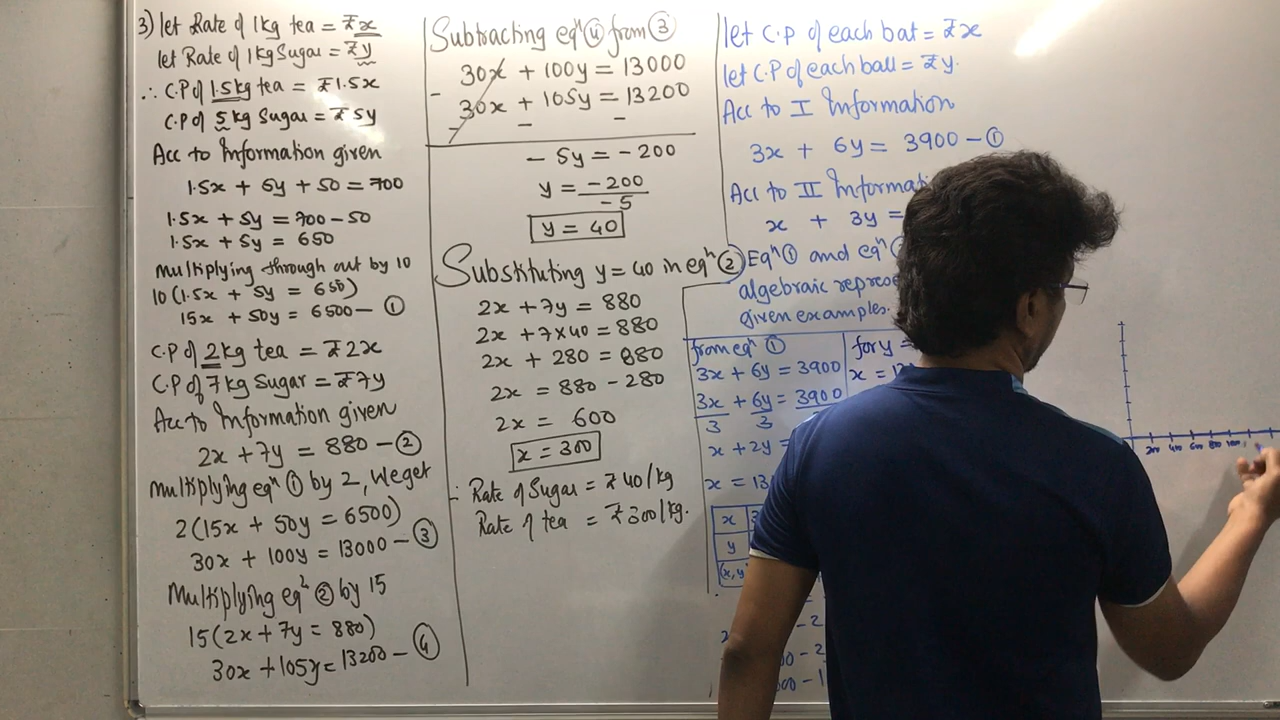 3) let Rate of 1kg tea = ₹x
let Rate of 1kg Sugar = ₹y
∴ C.P of 1.5kg tea = ₹1.5x
C.P of 5kg Sugar = ₹5y
Acc to Information given
1.5x + 5y + 50 = 700
1.5x + 5y = 700 - 50
1.5x + 5y = 650
Multiplying through out by 10
10(1.5x + 5y = 650)
15x + 50y = 6500 — ①
C.P of 2kg tea = ₹2x
C.P of 7kg Sugar = ₹7y
Acc to Information given
2x + 7y = 880 — ②
Multiplying eqⁿ ① by 2, We get
2(15x + 50y = 6500)
30x + 100y = 13000 — ③
Multiplying eqⁿ ② by 15
15(2x + 7y = 880)
30x + 105y = 13200 — ④
Subtracting eqⁿ ④ from ③
30x + 100y = 13000
- 30x + 105y = 13200
- - -
- 5y = -200
y = -200
-5
y = 40
Substituting y = 40 in eqⁿ ②
2x + 7y = 880
2x + 7×40 = 880
2x + 280 = 880
2x = 880 - 280
2x = 600
x = 300
∴ Rate of Sugar = ₹40/kg
Rate of tea = ₹300/kg.
let C.P of each bat = ₹x
let C.P of each ball = ₹y.
Acc to I Information
3x + 6y = 3900 — ①
Acc to II Informat
x + 3y =
Eqⁿ ① and eqⁿ
algebraic repres
given examples.
from eqⁿ ①
3x + 6y = 3900
3x + 6y = 3900
3 3
x + 2y =
x = 13
for y =
x = 1
x
y
(x, y
200 400 600 800 1000